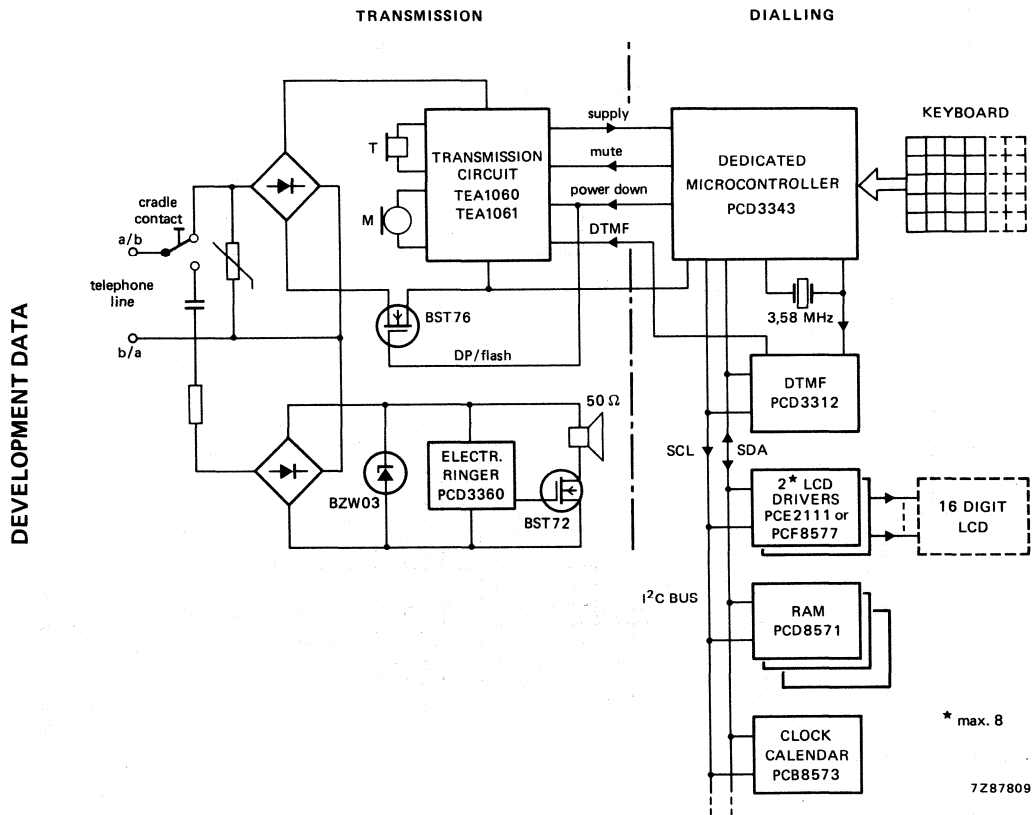 TRANSMISSION
DIALLING
DEVELOPMENT DATA
supply
mute
power down
DTMF
T
M
TRANSMISSION
CIRCUIT
TEA1060
TEA1061
DEDICATED
MICROCONTROLLER
PCD3343
KEYBOARD
cradle
contact
a/b
telephone
line
b/a
BST76
DP/flash
3,58 MHz
DTMF
PCD3312
50 Ω
ELECTR.
RINGER
PCD3360
BZW03
BST72
SCL
SDA
2* LCD
DRIVERS
PCE2111 or
PCF8577
16 DIGIT
LCD
I²C BUS
RAM
PCD8571
* max. 8
CLOCK
CALENDAR
PCB8573
7Z87809